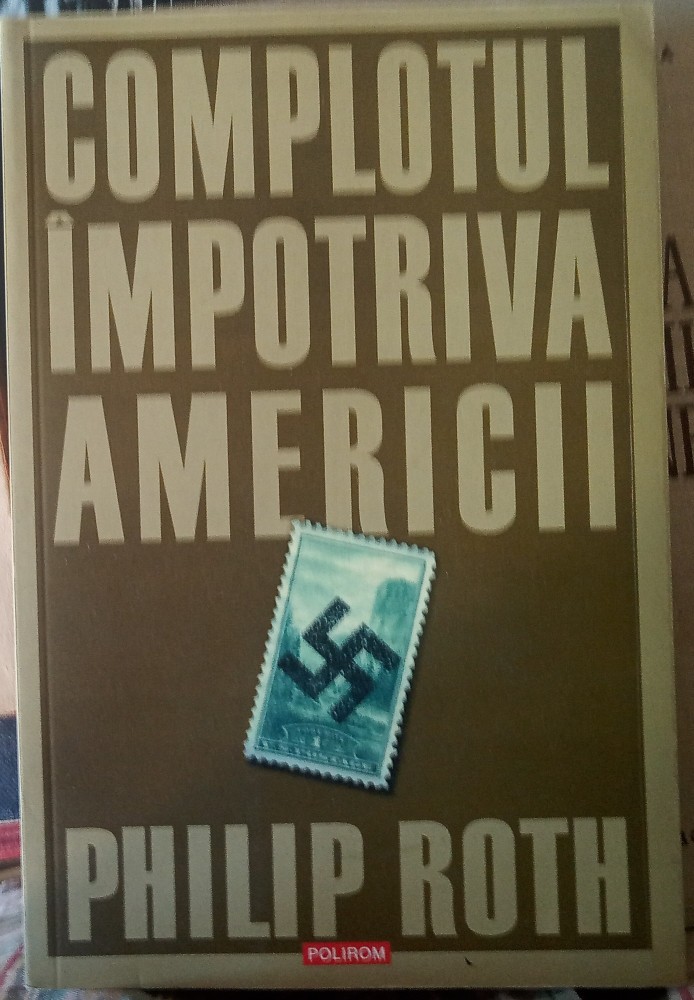 COMPLOTUL
ÎMPOTRIVA
AMERICII
PHILIP ROTH
POLIROM